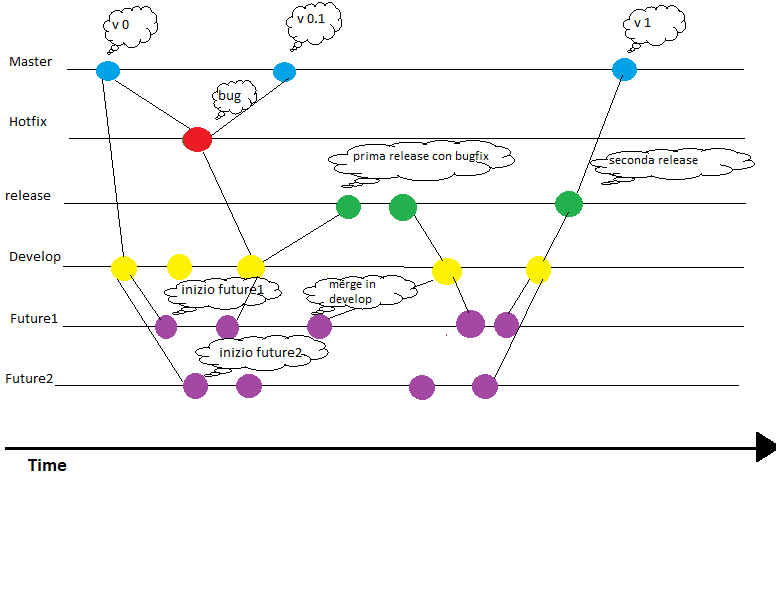 v 0
v 0.1
v 1
Master
bug
Hotfix
prima release con bugfix
seconda release
release
Develop
inizio future1
merge in
develop
Future1
inizio future2
Future2
Time